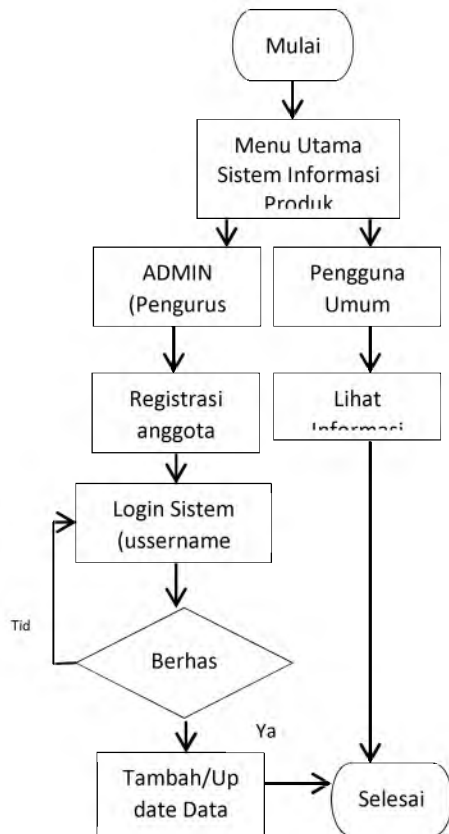 Mulai
Menu Utama
Sistem Informasi
Produk
ADMIN
(Pengurus
Pengguna
Umum
Registrasi
anggota
Lihat
Informasi
Login Sistem
(ussername
Tid
Berhas
Ya
Tambah/Up
date Data
Selesai